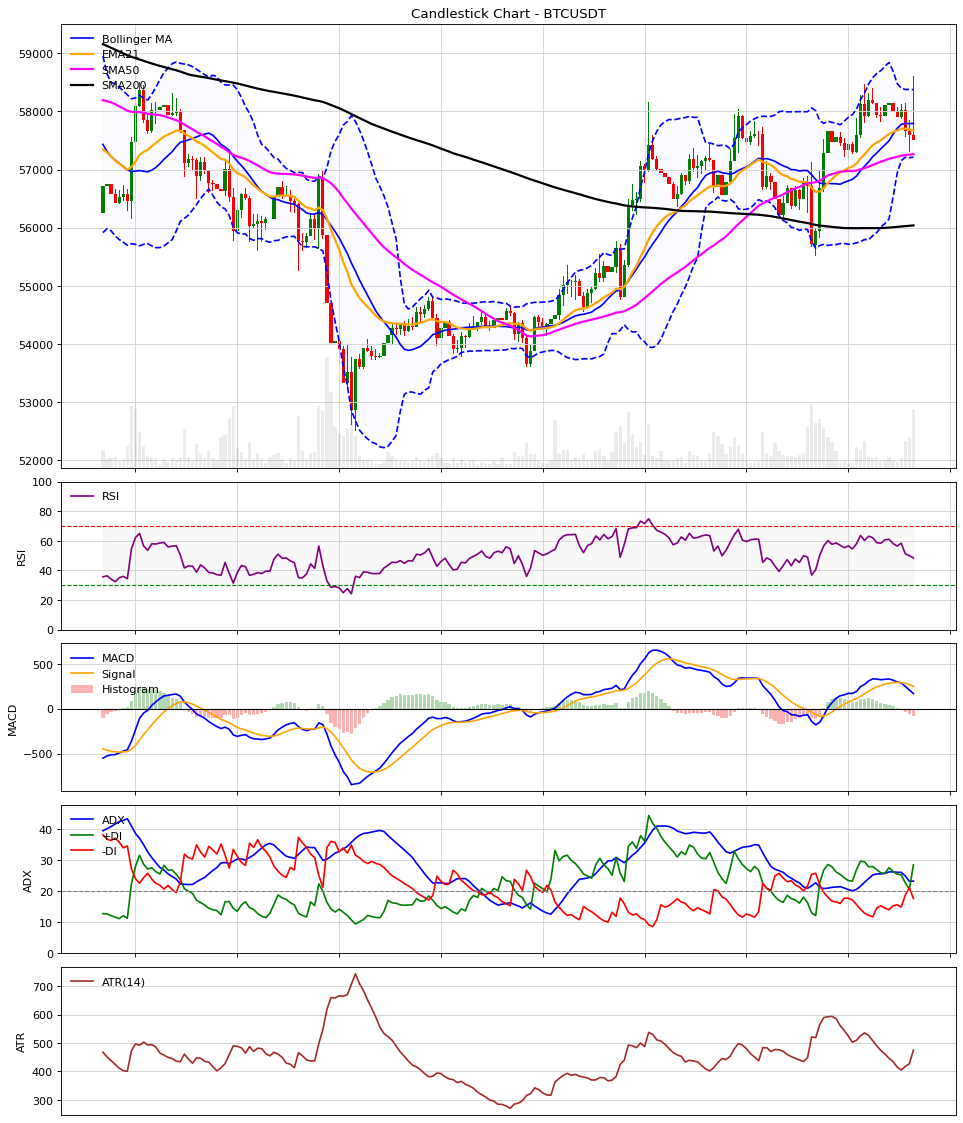 Candlestick Chart - BTCUSDT
Bollinger MA
EMA21
SMA50
SMA200
59000
58000
57000
56000
55000
54000
53000
52000
RSI
100
80
60
40
20
0
RSI
MACD
Signal
Histogram
500
0
−500
MACD
ADX
+DI
-DI
40
30
20
10
0
ADX
ATR(14)
700
600
500
400
300
ATR